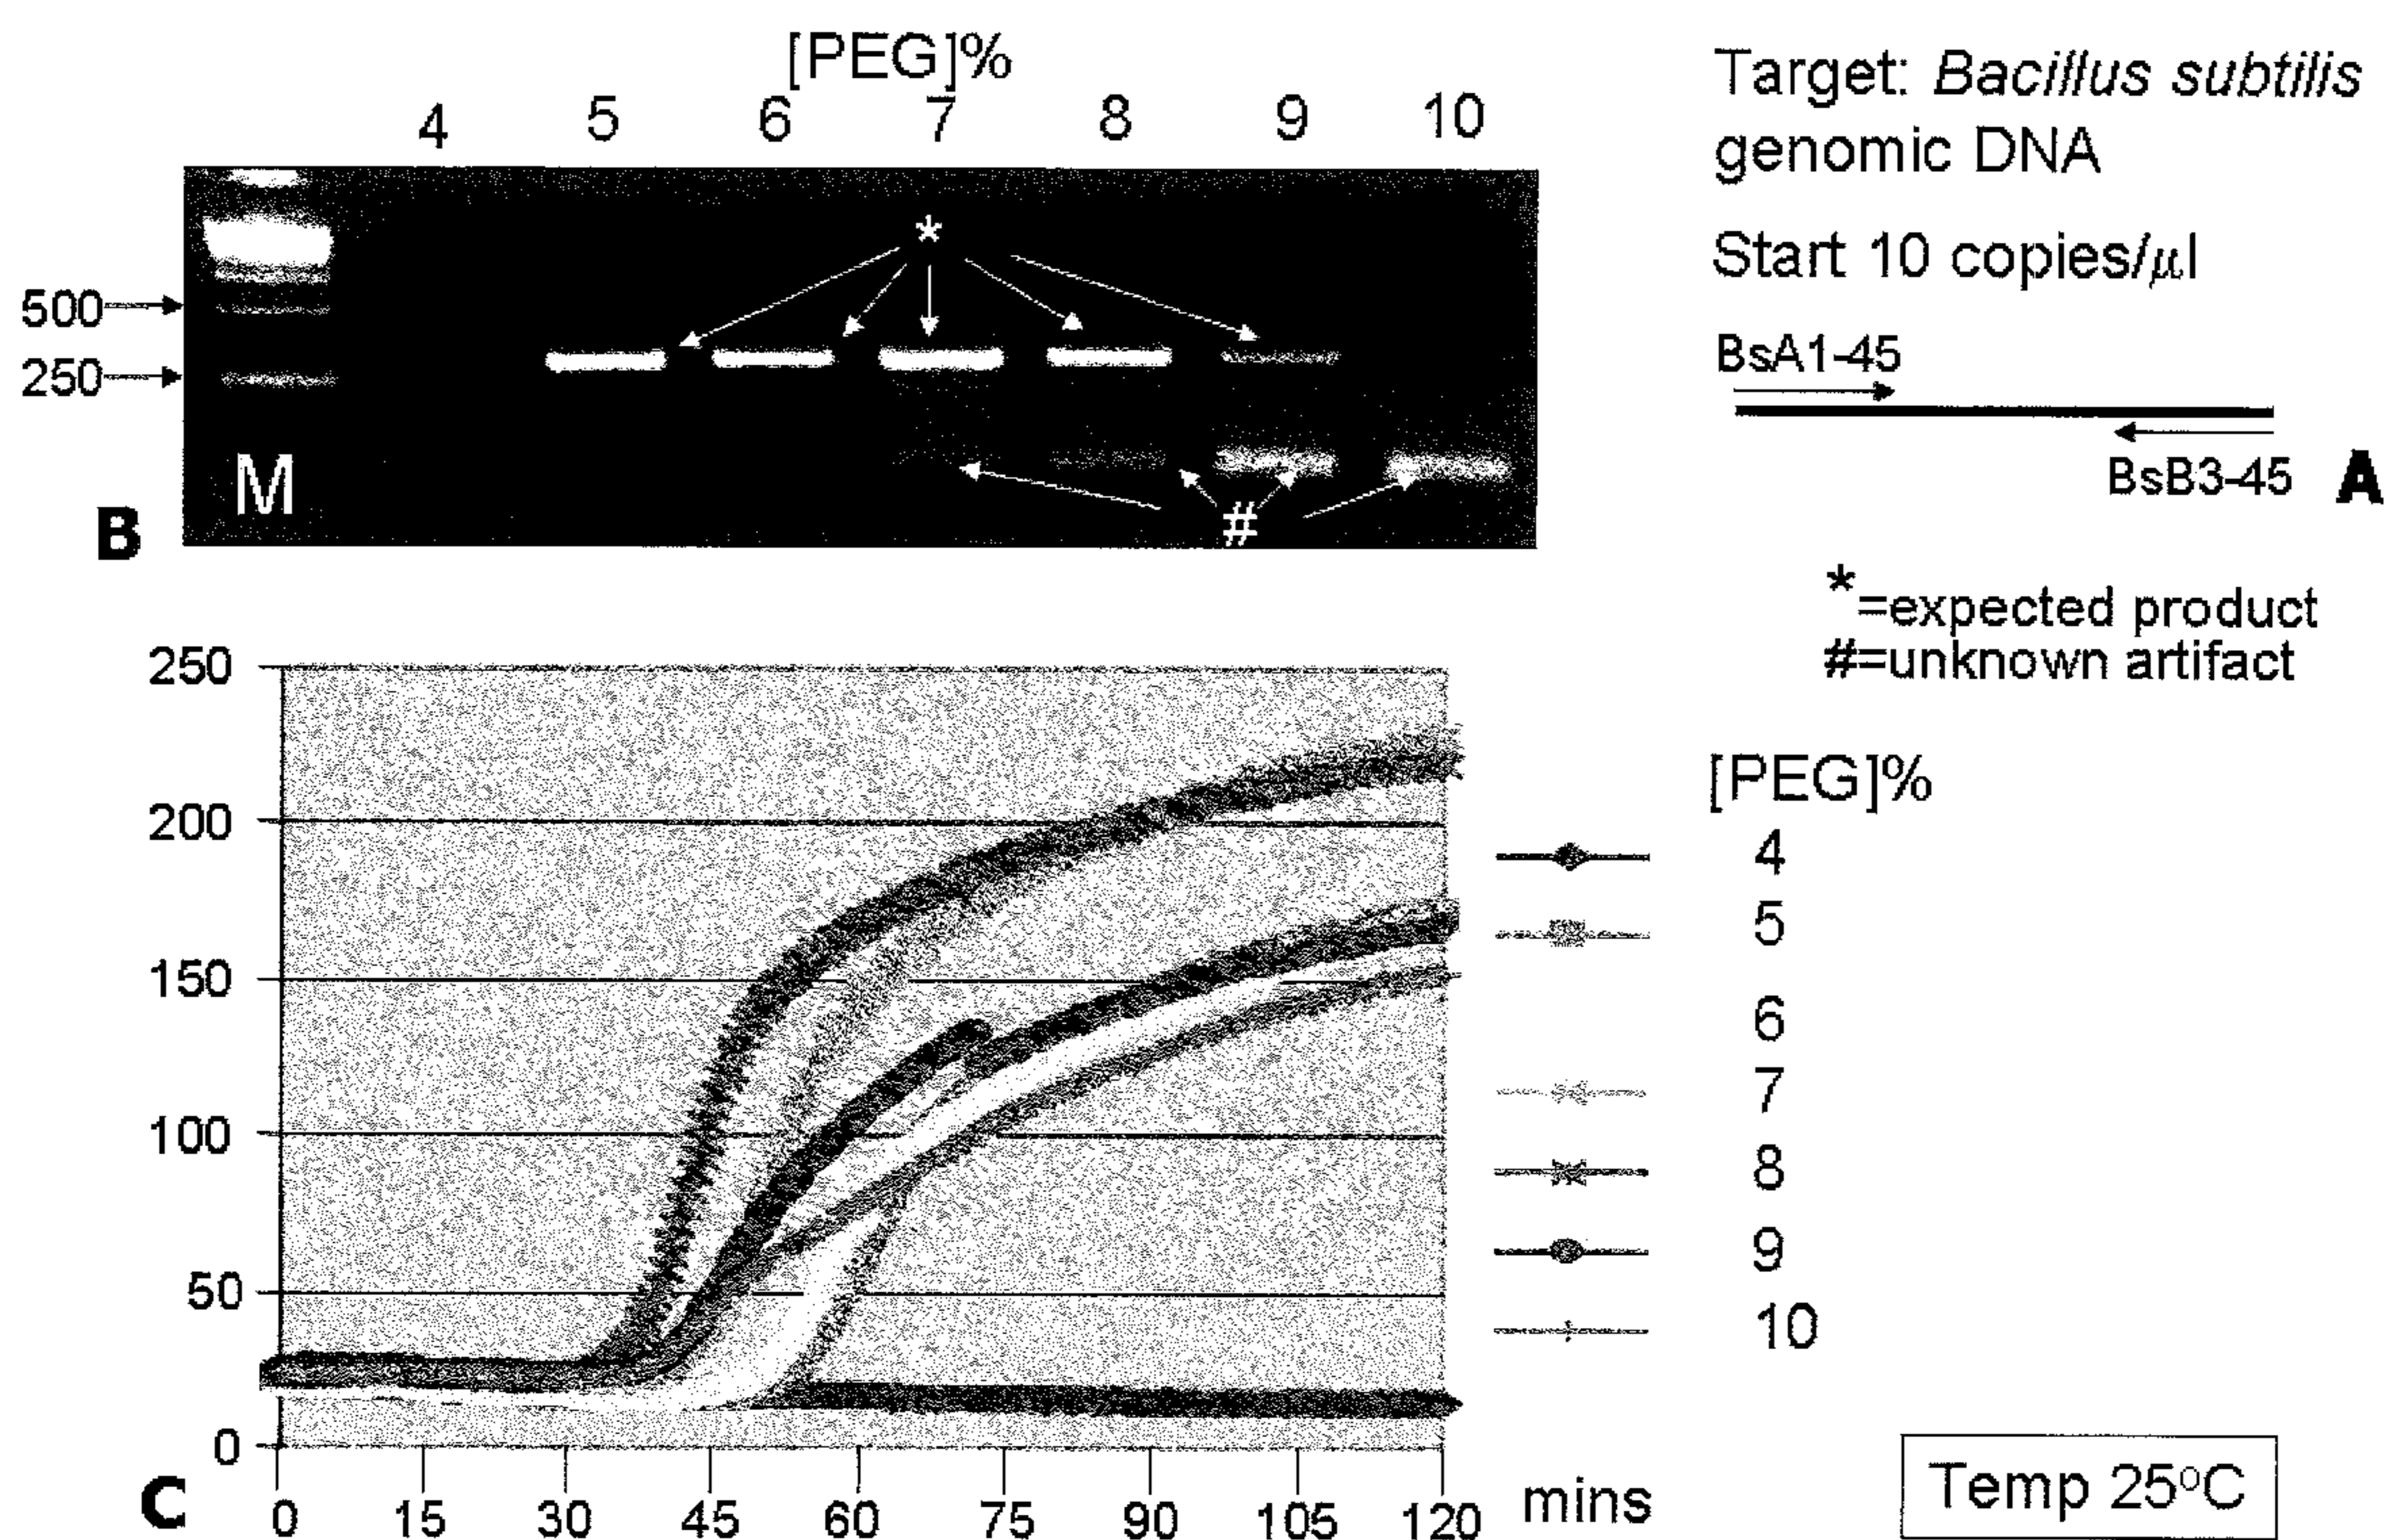 [PEG]%
4 5 6 7 8 9 10
*
500
250
M
#
B
Target: Bacillus subtilis
genomic DNA
Start 10 copies/μl
BsA1-45
BsB3-45
A
*=expected product
#=unknown artifact
250
200
150
100
50
0
C
0 15 30 45 60 75 90 105 120 mins
[PEG]%
4
5
6
7
8
9
10
Temp 25°C